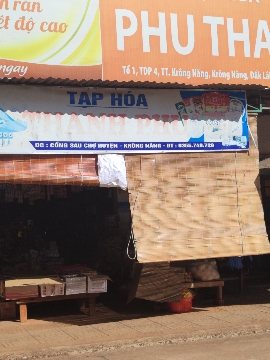 ết độ cao
ngay
PHU THA
Tổ 1, TDP 4, TT. Krông Năng, Krông Năng, Đắk Lắ
TẠP HÓA
ĐC : CỔNG SAU CHỢ HUYỆN - KRÔNG NĂNG - ĐT :